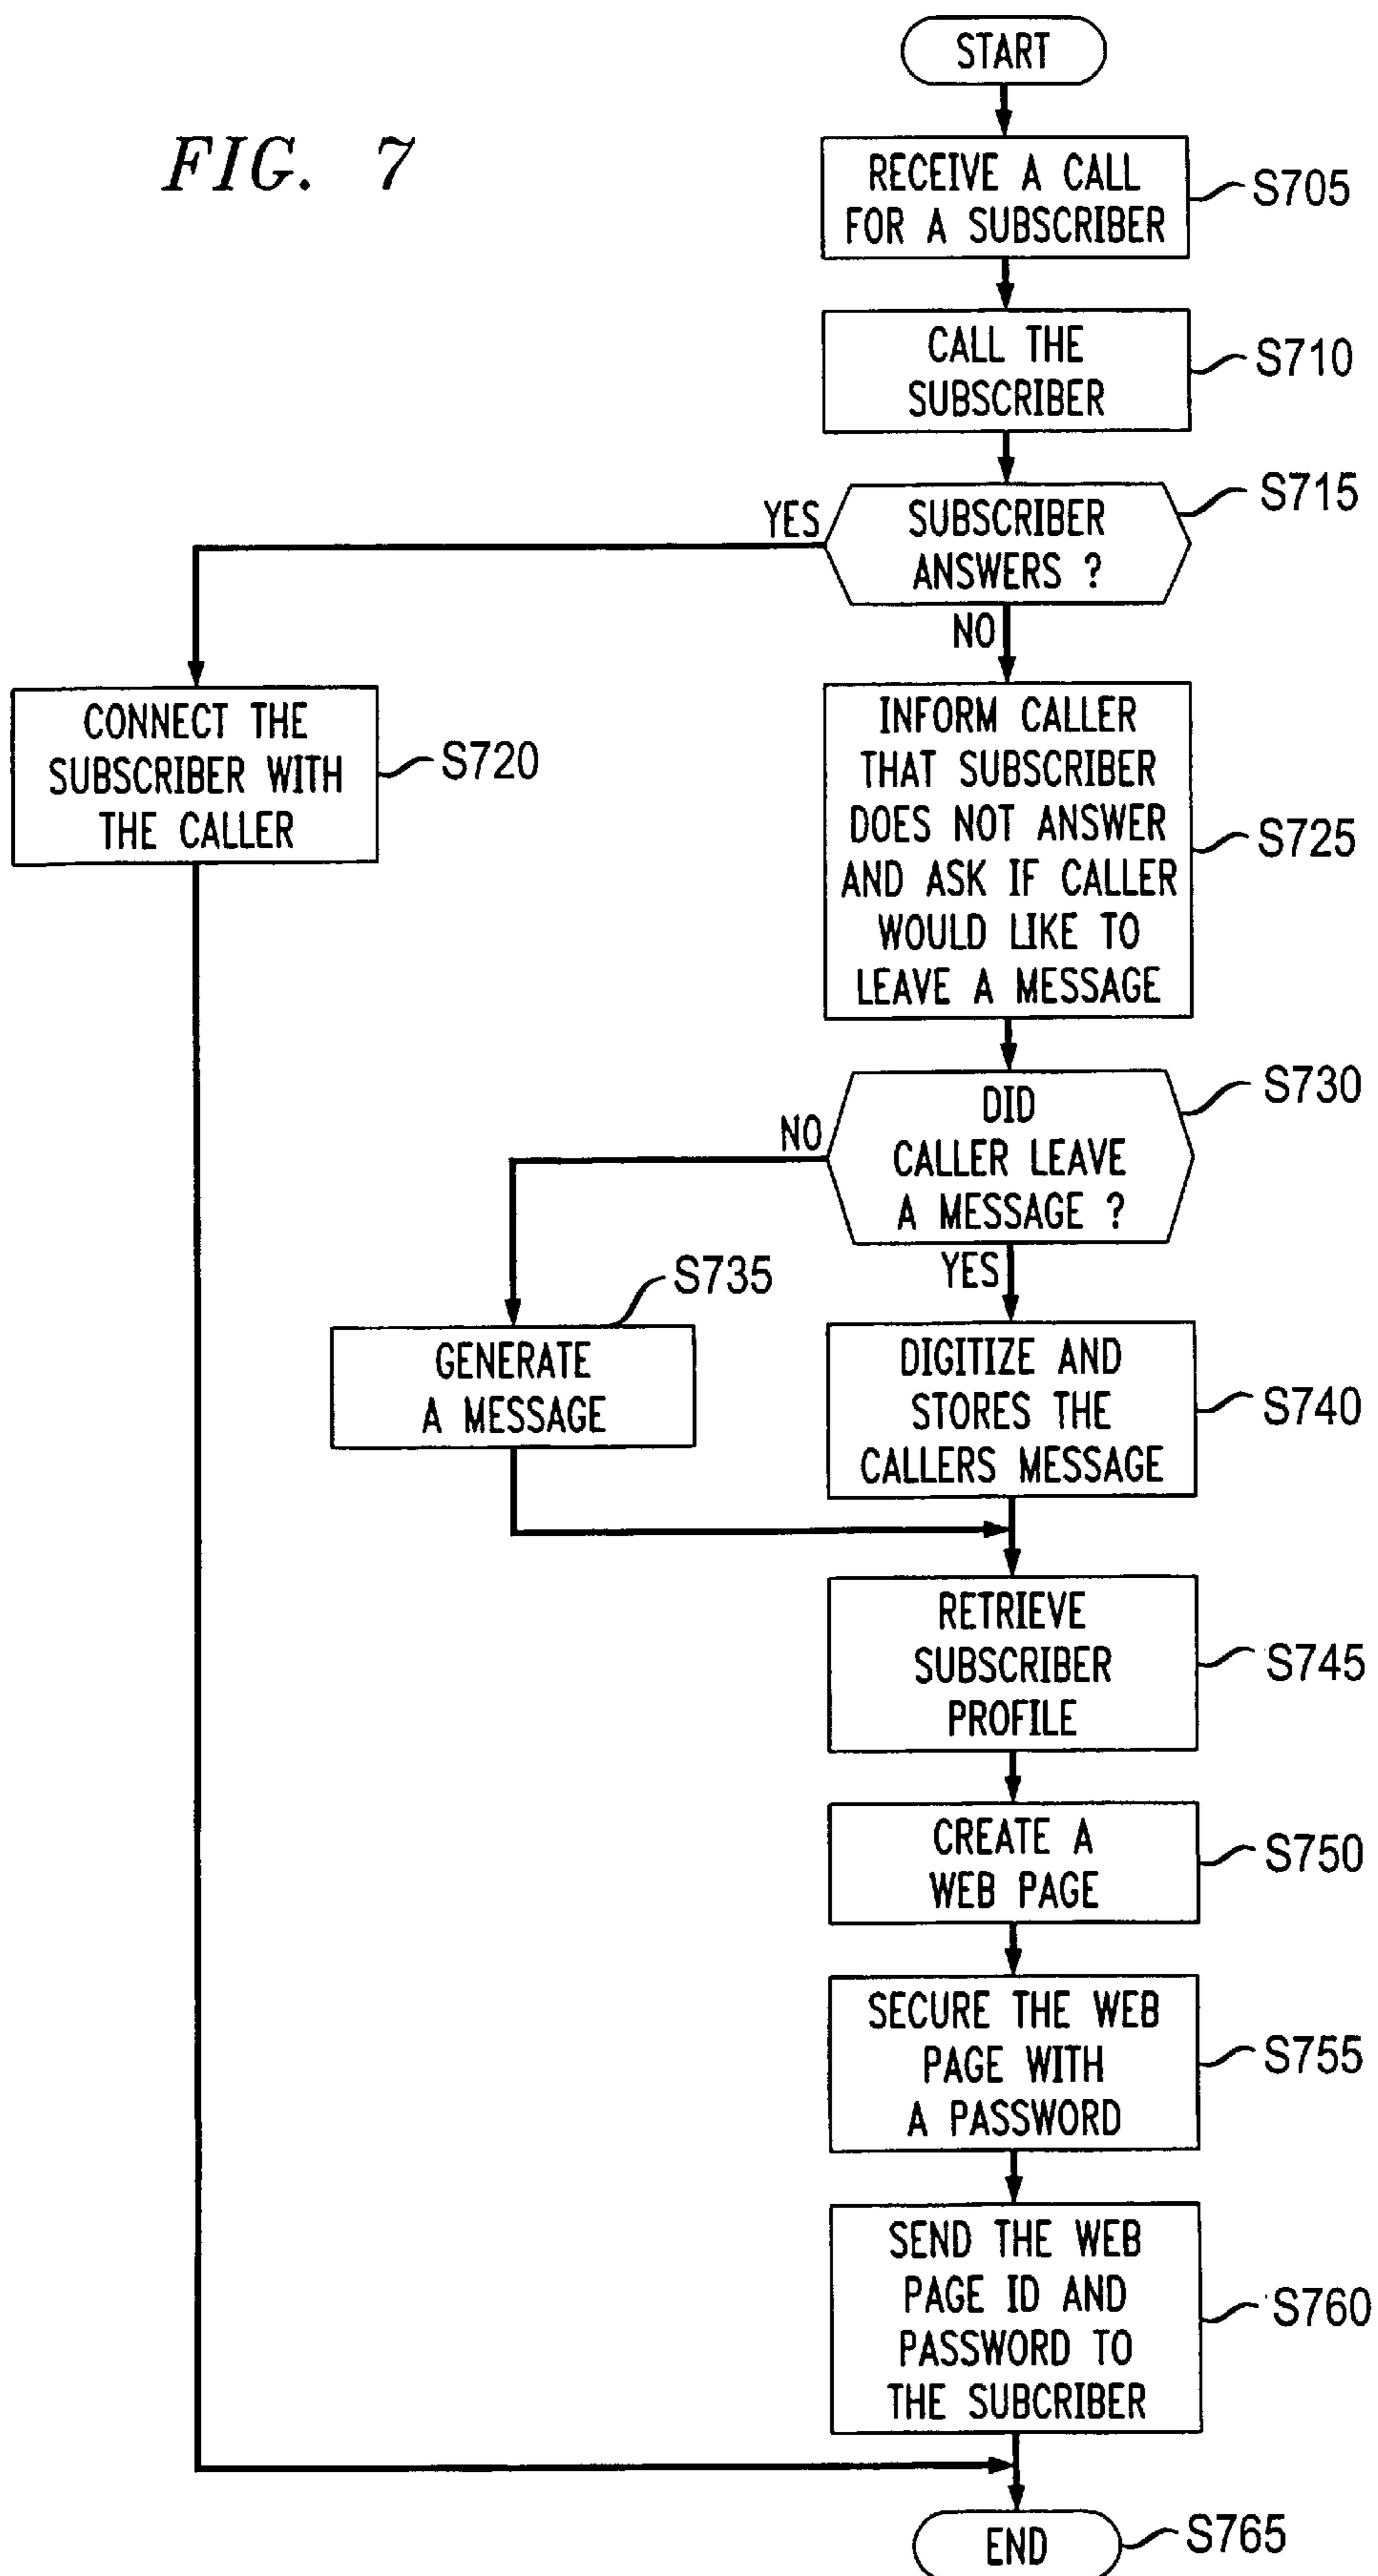 START
FIG. 7
RECEIVE A CALL
FOR A SUBSCRIBER
S705
CALL THE
SUBSCRIBER
S710
SUBSCRIBER
ANSWERS ?
S715
YES
NO
CONNECT THE
SUBSCRIBER WITH
THE CALLER
S720
INFORM CALLER
THAT SUBSCRIBER
DOES NOT ANSWER
AND ASK IF CALLER
WOULD LIKE TO
LEAVE A MESSAGE
S725
DID
CALLER LEAVE
A MESSAGE ?
S730
NO
YES
S735
GENERATE
A MESSAGE
DIGITIZE AND
STORES THE
CALLERS MESSAGE
S740
RETRIEVE
SUBSCRIBER
PROFILE
S745
CREATE A
WEB PAGE
S750
SECURE THE WEB
PAGE WITH
A PASSWORD
S755
SEND THE WEB
PAGE ID AND
PASSWORD TO
THE SUBCRIBER
S760
END
S765